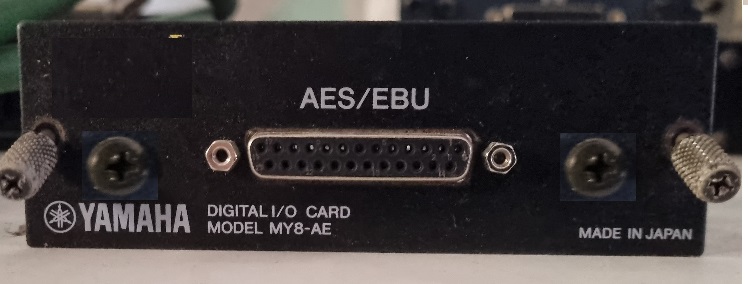 AES/EBU
YAMAHA
DIGITAL I/O CARD
MODEL MY8-AE
MADE IN JAPAN